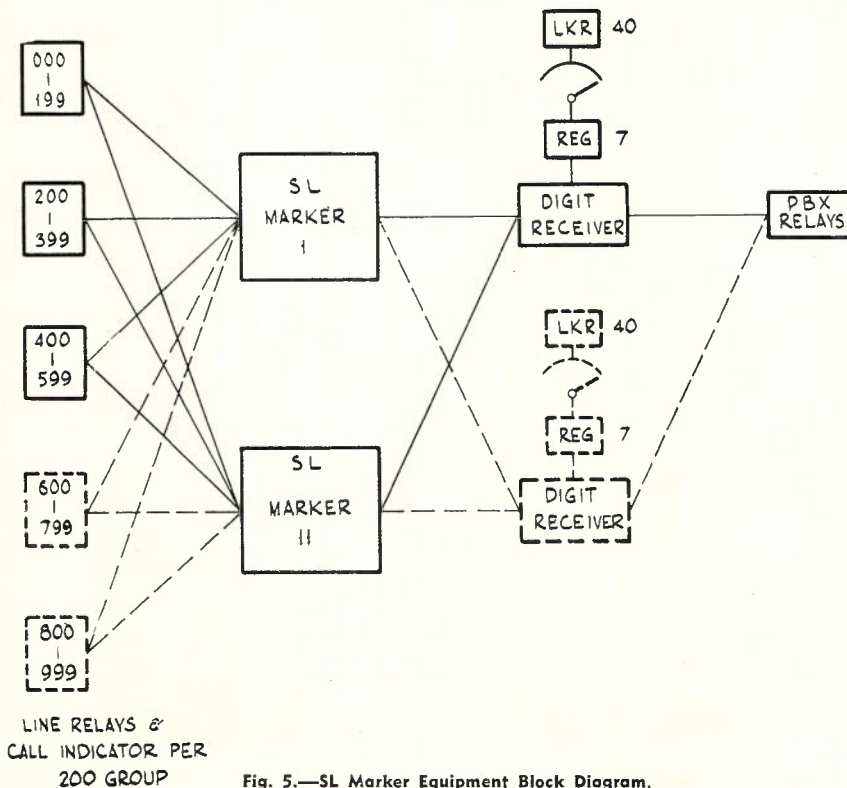 000
199
200
399
400
599
600
799
800
999
LINE RELAYS &
CALL INDICATOR PER
200 GROUP
SL
MARKER
I
SL
MARKER
II
LKR 40
REG 7
DIGIT
RECEIVER
LKR 40
REG 7
DIGIT
RECEIVER
PBX
RELAYS
Fig. 5.—SL Marker Equipment Block Diagram.